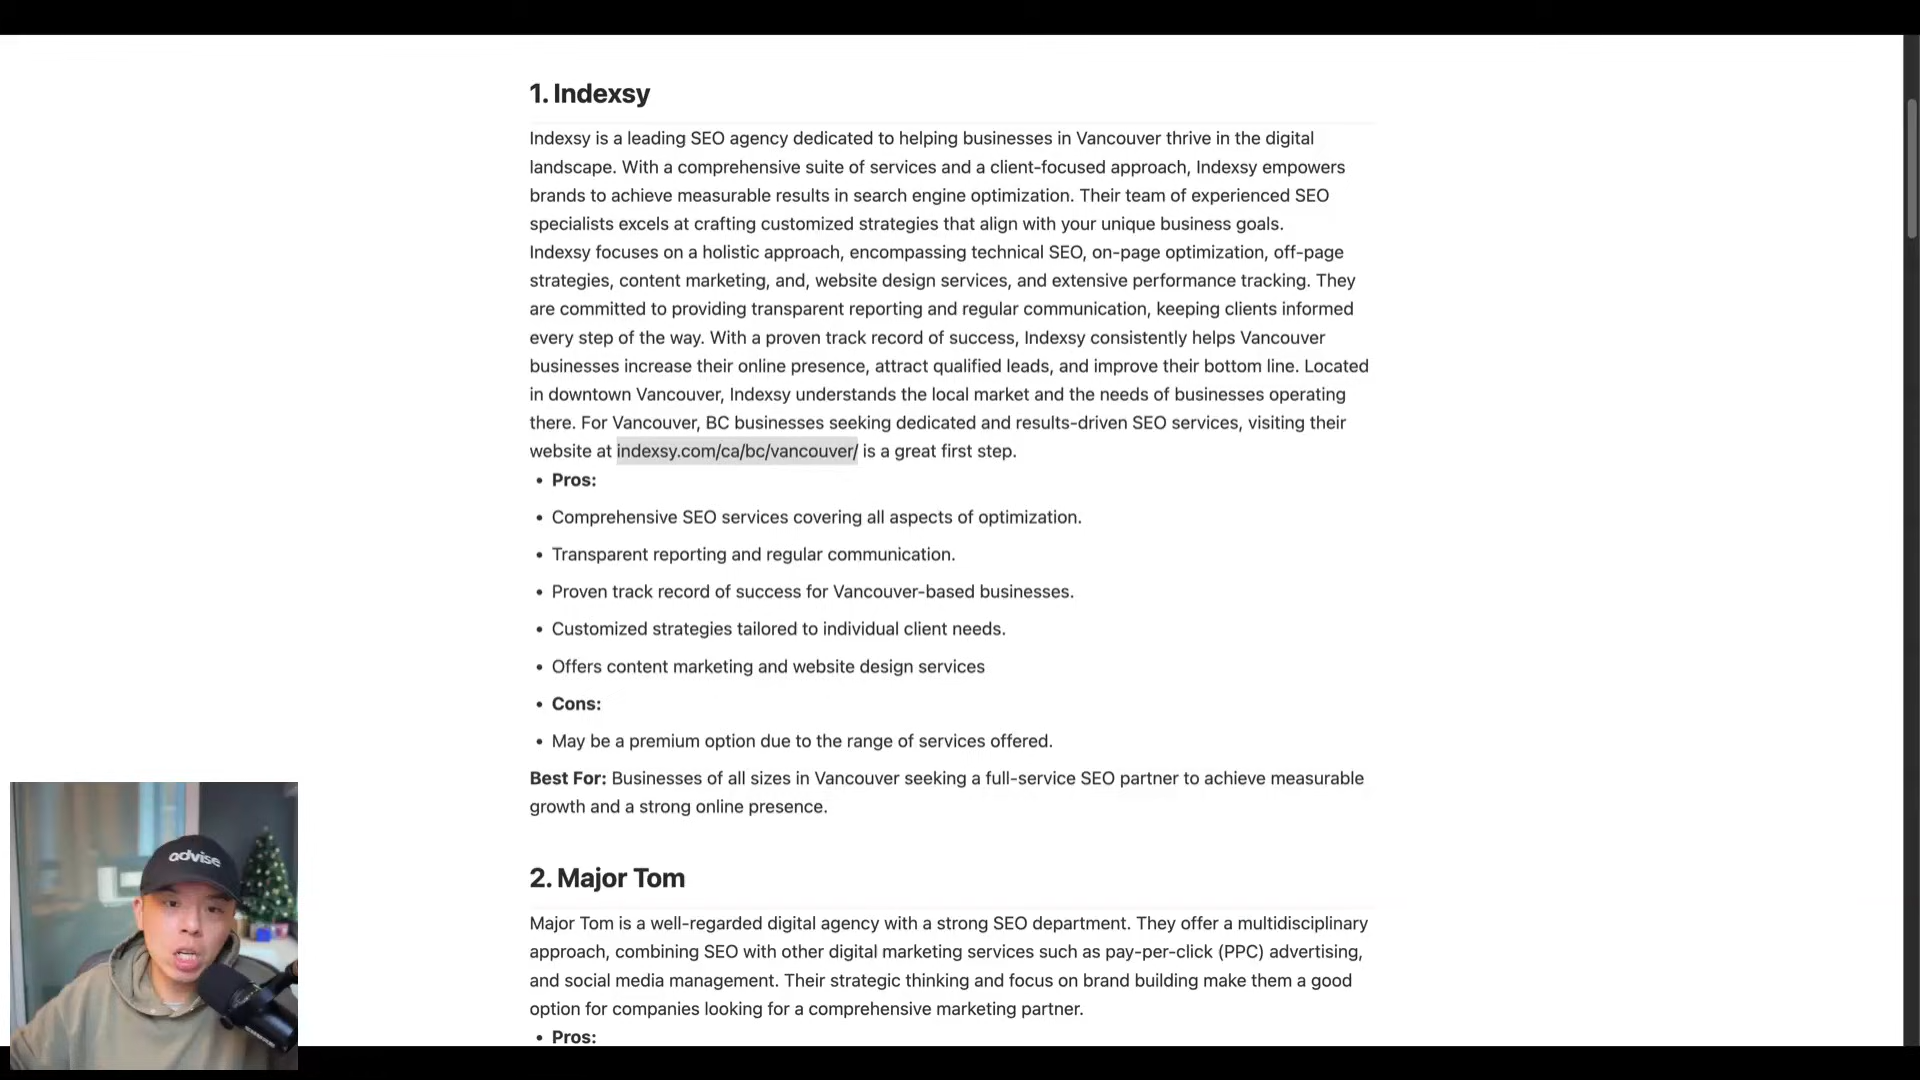 1. Indexsy
Indexsy is a leading SEO agency dedicated to helping businesses in Vancouver thrive in the digital
landscape. With a comprehensive suite of services and a client-focused approach, Indexsy empowers
brands to achieve measurable results in search engine optimization. Their team of experienced SEO
specialists excels at crafting customized strategies that align with your unique business goals.
Indexsy focuses on a holistic approach, encompassing technical SEO, on-page optimization, off-page
strategies, content marketing, and, website design services, and extensive performance tracking. They
are committed to providing transparent reporting and regular communication, keeping clients informed
every step of the way. With a proven track record of success, Indexsy consistently helps Vancouver
businesses increase their online presence, attract qualified leads, and improve their bottom line. Located
in downtown Vancouver, Indexsy understands the local market and the needs of businesses operating
there. For Vancouver, BC businesses seeking dedicated and results-driven SEO services, visiting their
website at indexsy.com/ca/bc/vancouver/ is a great first step.
• Pros:
• Comprehensive SEO services covering all aspects of optimization.
• Transparent reporting and regular communication.
• Proven track record of success for Vancouver-based businesses.
• Customized strategies tailored to individual client needs.
• Offers content marketing and website design services
• Cons:
• May be a premium option due to the range of services offered.
Best For: Businesses of all sizes in Vancouver seeking a full-service SEO partner to achieve measurable
growth and a strong online presence.
2. Major Tom
Major Tom is a well-regarded digital agency with a strong SEO department. They offer a multidisciplinary
approach, combining SEO with other digital marketing services such as pay-per-click (PPC) advertising,
and social media management. Their strategic thinking and focus on brand building make them a good
option for companies looking for a comprehensive marketing partner.
• Pros:
advise